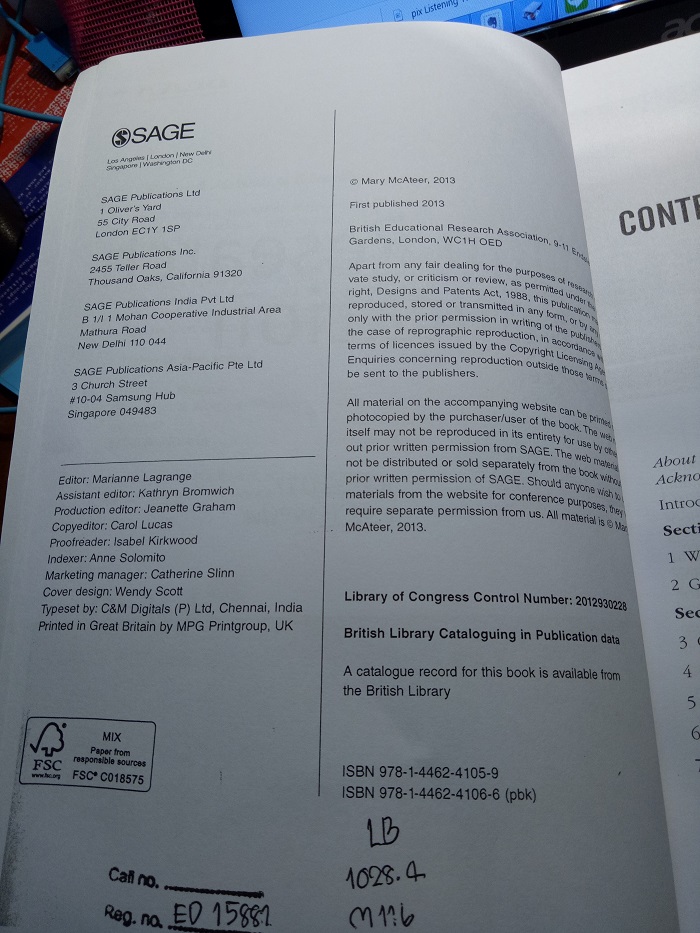 pix Listening
SAGE
Los Angeles | London | New Delhi
Singapore | Washington DC
SAGE Publications Ltd
1 Oliver's Yard
55 City Road
London EC1Y 1SP
SAGE Publications Inc.
2455 Teller Road
Thousand Oaks, California 91320
SAGE Publications India Pvt Ltd
B 1/I 1 Mohan Cooperative Industrial Area
Mathura Road
New Delhi 110 044
SAGE Publications Asia-Pacific Pte Ltd
3 Church Street
#10-04 Samsung Hub
Singapore 049483
Editor: Marianne Lagrange
Assistant editor: Kathryn Bromwich
Production editor: Jeanette Graham
Copyeditor: Carol Lucas
Proofreader: Isabel Kirkwood
Indexer: Anne Solomito
Marketing manager: Catherine Slinn
Cover design: Wendy Scott
Typeset by: C&M Digitals (P) Ltd, Chennai, India
Printed in Great Britain by MPG Printgroup, UK
MIX
Paper from
responsible sources
FSC
www.fsc.org
FSC® C018575
© Mary McAteer, 2013
First published 2013
British Educational Research Association, 9-11
Gardens, London, WC1H OED
Apart from any fair dealing for the purposes of
vate study, or criticism or review, as permitted under
right, Designs and Patents Act, 1988, this publication
reproduced, stored or transmitted in any form, or by
only with the prior permission in writing of the
the case of reprographic reproduction, in accordance
terms of licences issued by the Copyright Licensing
Enquiries concerning reproduction outside those terms
be sent to the publishers.
All material on the accompanying website can be printed
photocopied by the purchaser/user of the book. The
itself may not be reproduced in its entirety for use by
out prior written permission from SAGE. The web
not be distributed or sold separately from the book
prior written permission of SAGE. Should anyone wish to
materials from the website for conference purposes, they
require separate permission from us. All material is ©
McAteer, 2013.
Library of Congress Control Number: 2012930228
British Library Cataloguing in Publication data
A catalogue record for this book is available from
the British Library
ISBN 978-1-4462-4105-9
ISBN 978-1-4462-4106-6 (pbk)
LB
1028.4
Call no.
Reg. no. ED 15882
CONTE
About
Ackno
Introd
Secti
1 W
2 G
Sec
3
4
5
6